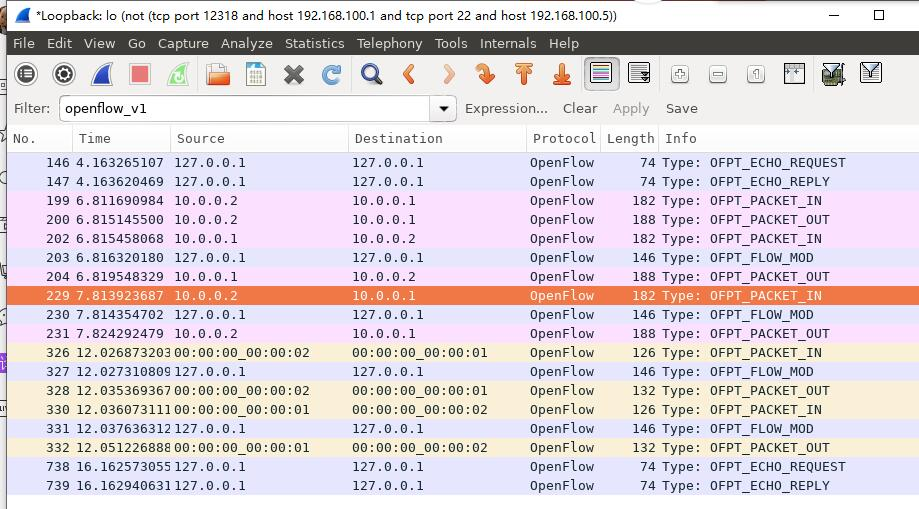 *Loopback: lo (not (tcp port 12318 and host 192.168.100.1 and tcp port 22 and host 192.168.100.5))
File Edit View Go Capture Analyze Statistics Telephony Tools Internals Help
Filter: openflow_v1 Expression... Clear Apply Save
No. Time Source Destination Protocol Length Info
146 4.163265107 127.0.0.1 127.0.0.1 OpenFlow 74 Type: OFPT_ECHO_REQUEST
147 4.163620469 127.0.0.1 127.0.0.1 OpenFlow 74 Type: OFPT_ECHO_REPLY
199 6.811690984 10.0.0.2 10.0.0.1 OpenFlow 182 Type: OFPT_PACKET_IN
200 6.815145500 10.0.0.2 10.0.0.1 OpenFlow 188 Type: OFPT_PACKET_OUT
202 6.815458068 10.0.0.1 10.0.0.2 OpenFlow 182 Type: OFPT_PACKET_IN
203 6.816320180 127.0.0.1 127.0.0.1 OpenFlow 146 Type: OFPT_FLOW_MOD
204 6.819548329 10.0.0.1 10.0.0.2 OpenFlow 188 Type: OFPT_PACKET_OUT
229 7.813923687 10.0.0.2 10.0.0.1 OpenFlow 182 Type: OFPT_PACKET_IN
230 7.814354702 127.0.0.1 127.0.0.1 OpenFlow 146 Type: OFPT_FLOW_MOD
231 7.824292479 10.0.0.2 10.0.0.1 OpenFlow 188 Type: OFPT_PACKET_OUT
326 12.026873203 00:00:00_00:00:02 00:00:00_00:00:01 OpenFlow 126 Type: OFPT_PACKET_IN
327 12.027310809 127.0.0.1 127.0.0.1 OpenFlow 146 Type: OFPT_FLOW_MOD
328 12.035369367 00:00:00_00:00:02 00:00:00_00:00:01 OpenFlow 132 Type: OFPT_PACKET_OUT
330 12.036073111 00:00:00_00:00:01 00:00:00_00:00:02 OpenFlow 126 Type: OFPT_PACKET_IN
331 12.037636312 127.0.0.1 127.0.0.1 OpenFlow 146 Type: OFPT_FLOW_MOD
332 12.051226888 00:00:00_00:00:01 00:00:00_00:00:02 OpenFlow 132 Type: OFPT_PACKET_OUT
738 16.162573055 127.0.0.1 127.0.0.1 OpenFlow 74 Type: OFPT_ECHO_REQUEST
739 16.162940631 127.0.0.1 127.0.0.1 OpenFlow 74 Type: OFPT_ECHO_REPLY